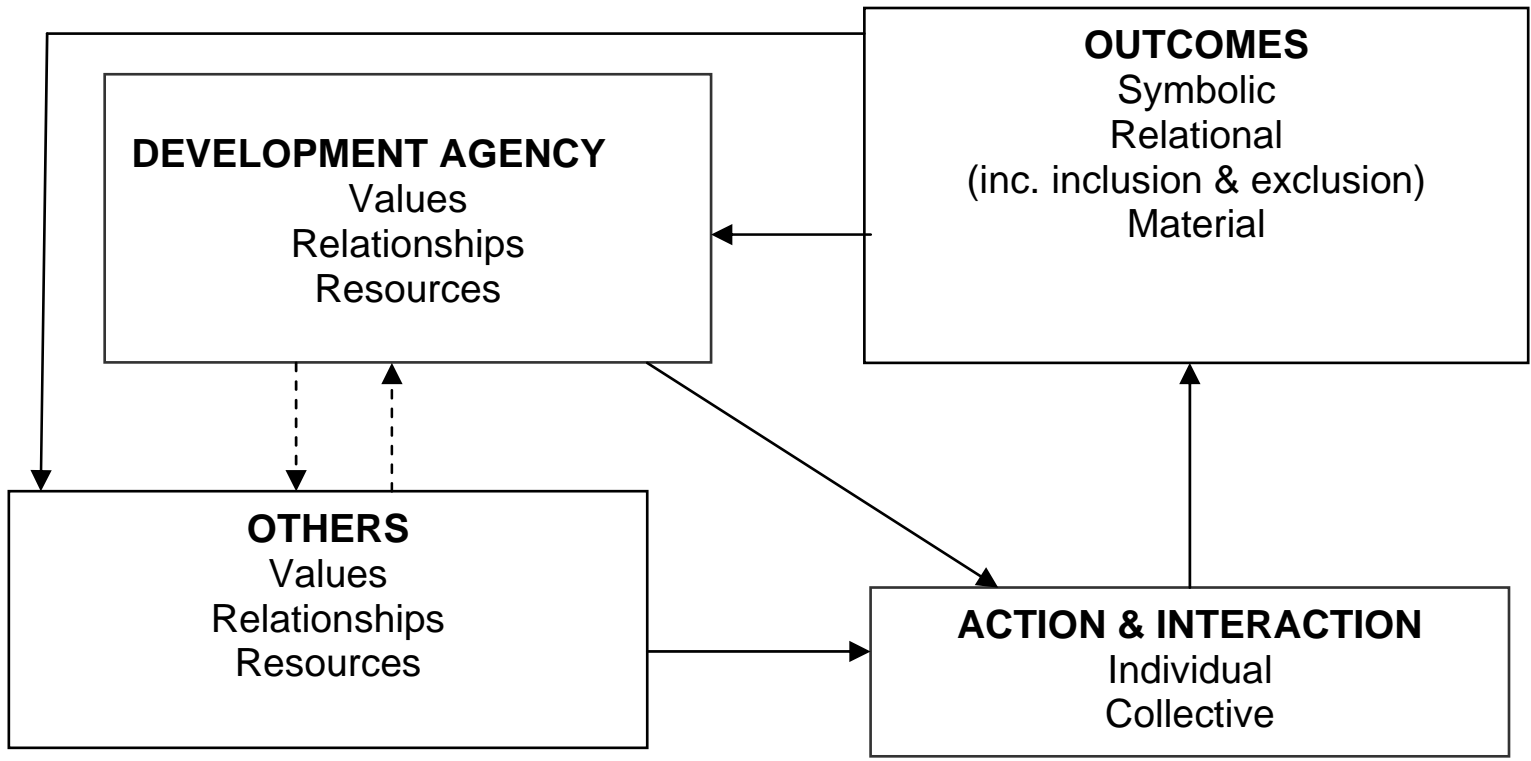 OUTCOMES
Symbolic
Relational
(inc. inclusion & exclusion)
Material
DEVELOPMENT AGENCY
Values
Relationships
Resources
OTHERS
Values
Relationships
Resources
ACTION & INTERACTION
Individual
Collective